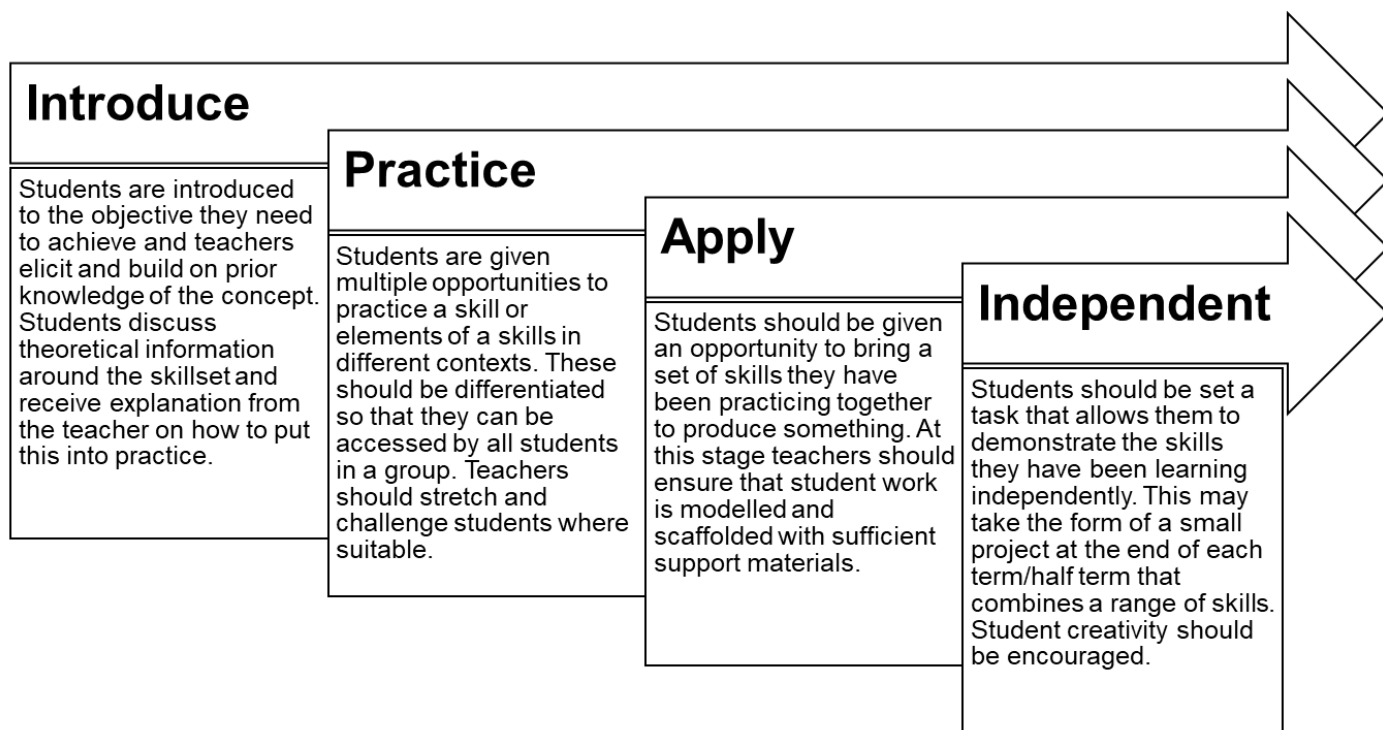 Introduce
Students are introduced
to the objective they need
to achieve and teachers
elicit and build on prior
knowledge of the concept.
Students discuss
theoretical information
around the skillset and
receive explanation from
the teacher on how to put
this into practice.
Practice
Students are given
multiple opportunities to
practice a skill or
elements of a skills in
different contexts. These
should be differentiated
so that they can be
accessed by all students
in a group. Teachers
should stretch and
challenge students where
suitable.
Apply
Students should be given
an opportunity to bring a
set of skills they have
been practicing together
to produce something. At
this stage teachers should
ensure that student work
is modelled and
scaffolded with sufficient
support materials.
Independent
Students should be set a
task that allows them to
demonstrate the skills
they have been learning
independently. This may
take the form of a small
project at the end of each
term/half term that
combines a range of skills.
Student creativity should
be encouraged.